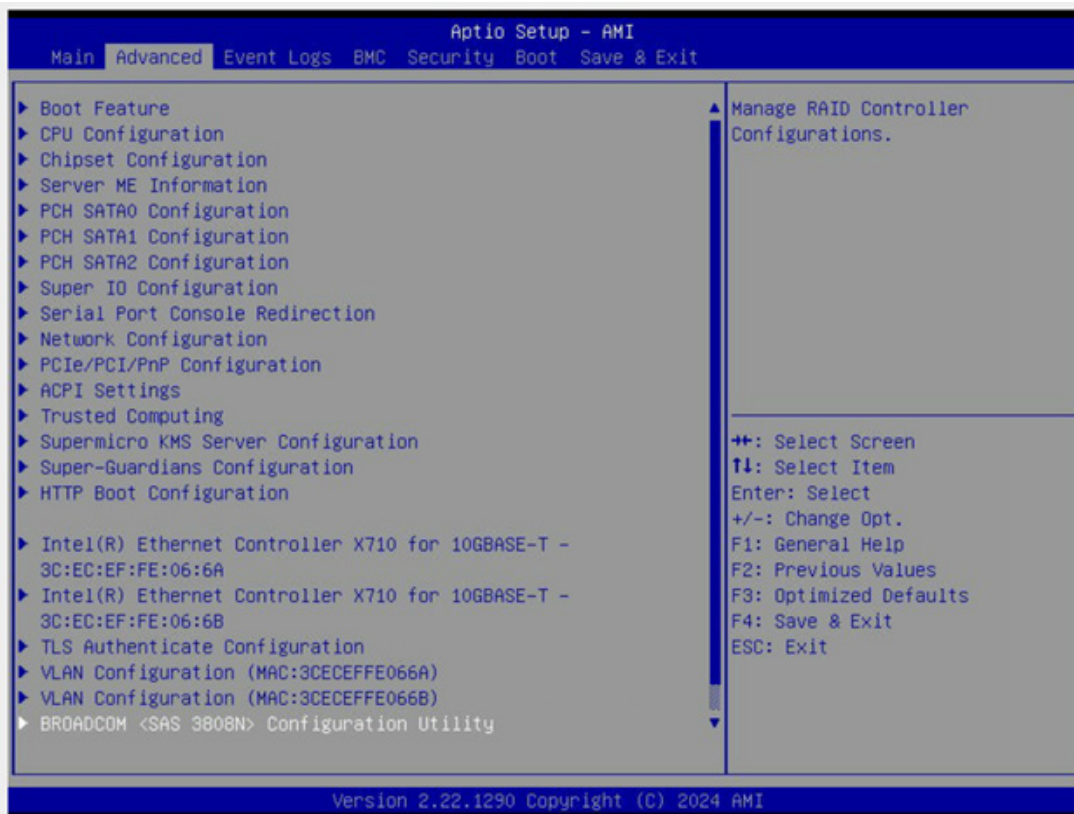 Aptio Setup - AMI
Main Advanced Event Logs BMC Security Boot Save & Exit
Boot Feature
CPU Configuration
Chipset Configuration
Server ME Information
PCH SATA0 Configuration
PCH SATA1 Configuration
PCH SATA2 Configuration
Super IO Configuration
Serial Port Console Redirection
Network Configuration
PCIe/PCI/PnP Configuration
ACPI Settings
Trusted Computing
Supermicro KMS Server Configuration
Super-Guardians Configuration
HTTP Boot Configuration
Intel(R) Ethernet Controller X710 for 10GBASE-T -
3C:EC:EF:FE:06:6A
Intel(R) Ethernet Controller X710 for 10GBASE-T -
3C:EC:EF:FE:06:6B
TLS Authenticate Configuration
VLAN Configuration (MAC:3CECEFFE066A)
VLAN Configuration (MAC:3CECEFFE066B)
BROADCOM <SAS 3808N> Configuration Utility
Manage RAID Controller
Configurations.
→←: Select Screen
↑↓: Select Item
Enter: Select
+/-: Change Opt.
F1: General Help
F2: Previous Values
F3: Optimized Defaults
F4: Save & Exit
ESC: Exit
Version 2.22.1290 Copyright (C) 2024 AMI